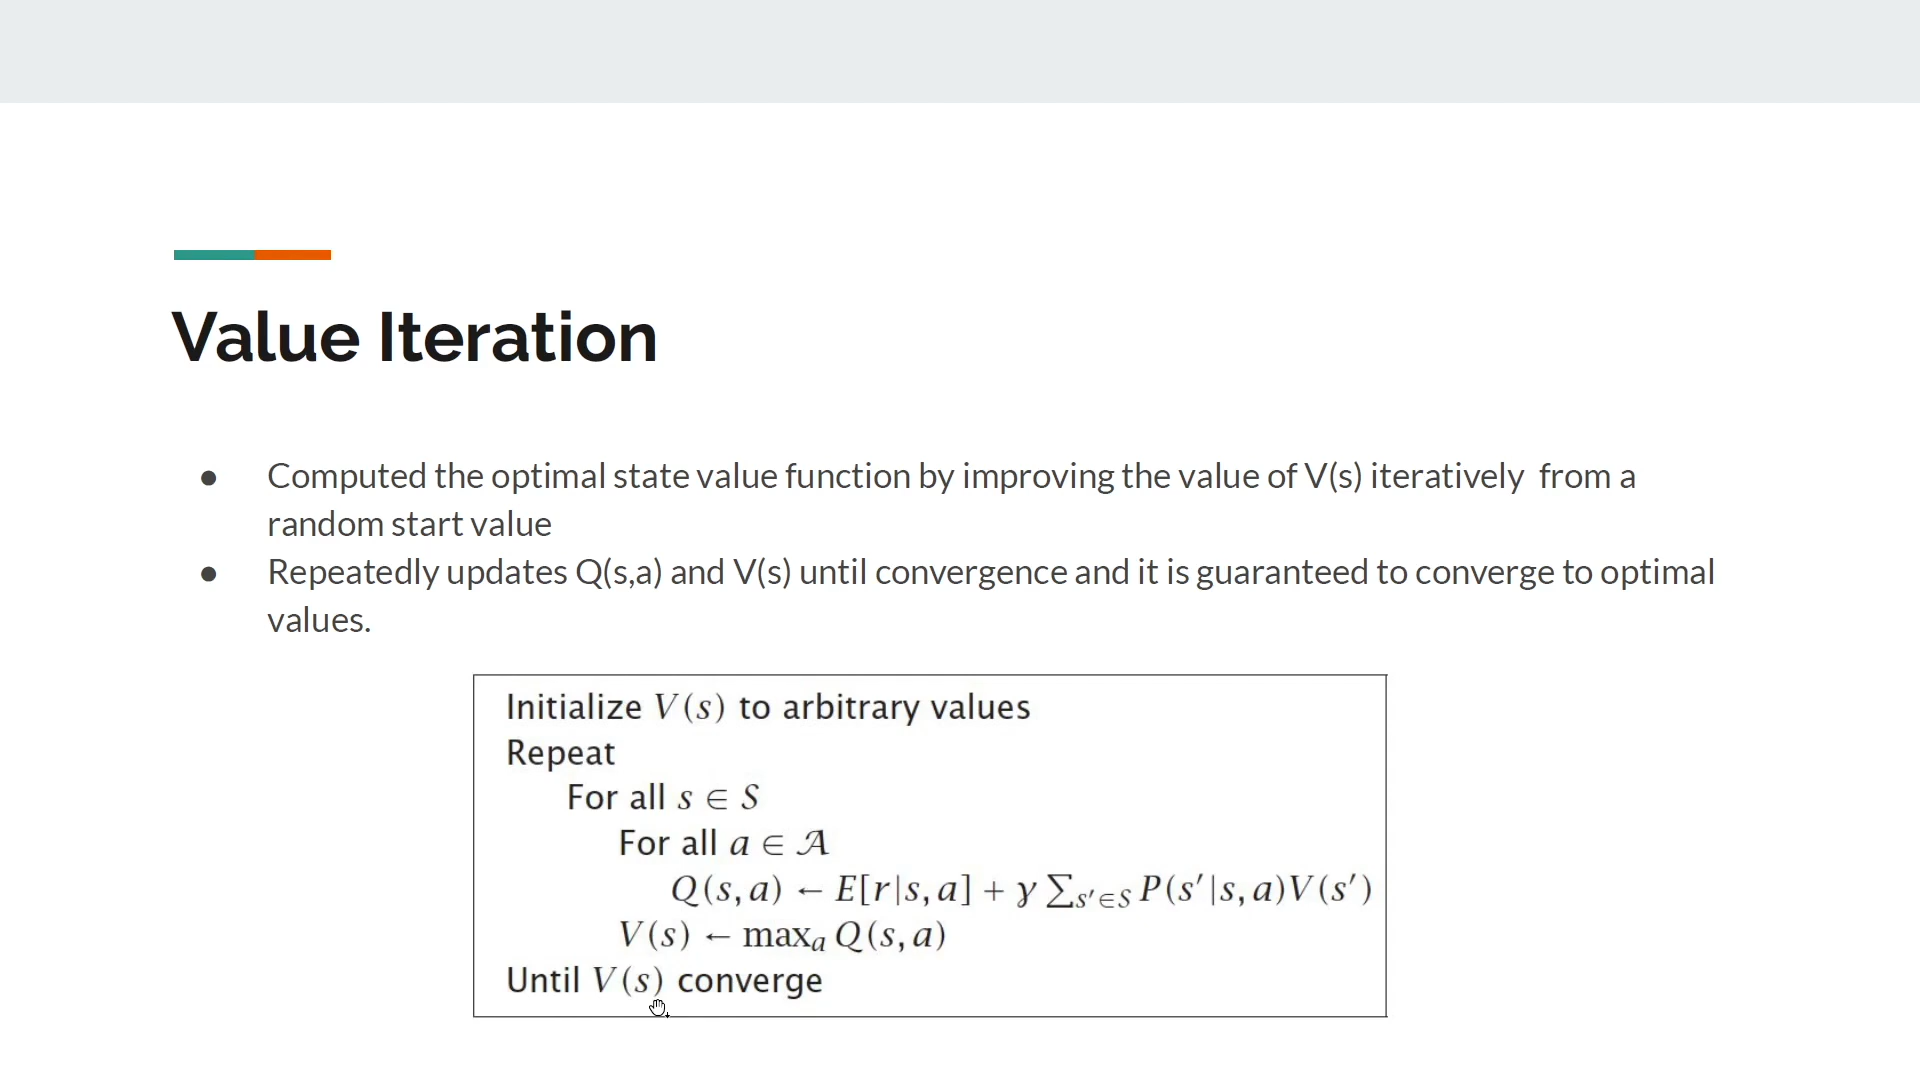 Value Iteration
● Computed the optimal state value function by improving the value of V(s) iteratively  from a
random start value
● Repeatedly updates Q(s,a) and V(s) until convergence and it is guaranteed to converge to optimal
values.
Initialize V(s) to arbitrary values
Repeat
For all s ∈ S
For all a ∈ 𝒜
Q(s, a) ← E[r|s, a] + γ ∑_{s′∈S} P(s′|s, a)V(s′)
V(s) ← max_a Q(s, a)
Until V(s) converge